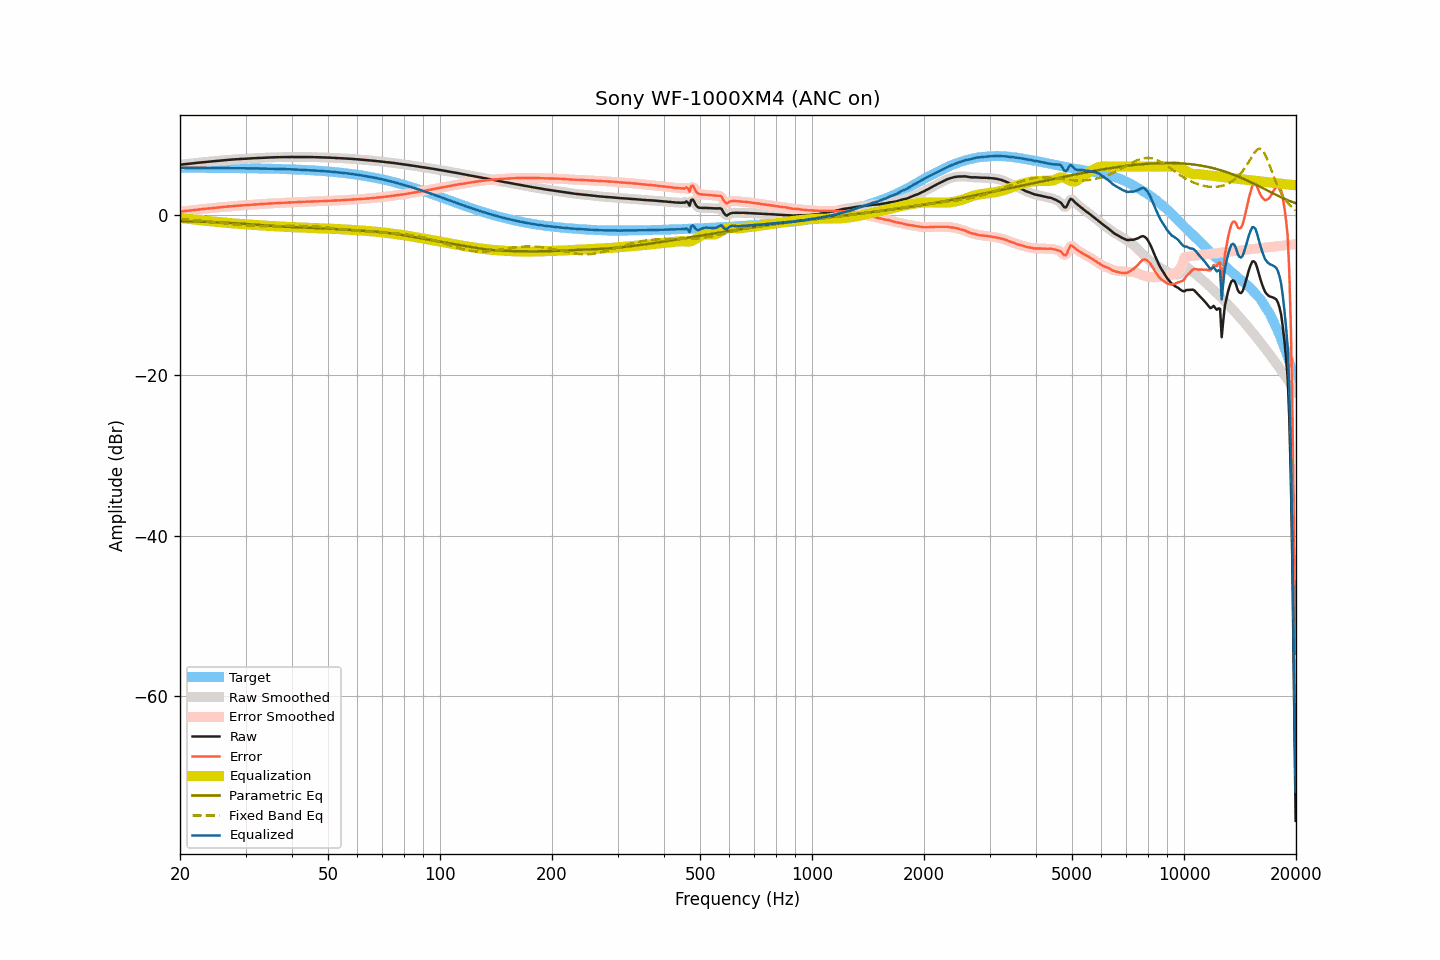 Sony WF-1000XM4 (ANC on)
Amplitude (dBr)
0
−20
−40
−60
Target
Raw Smoothed
Error Smoothed
Raw
Error
Equalization
Parametric Eq
Fixed Band Eq
Equalized
20 50 100 200 500 1000 2000 5000 10000 20000
Frequency (Hz)